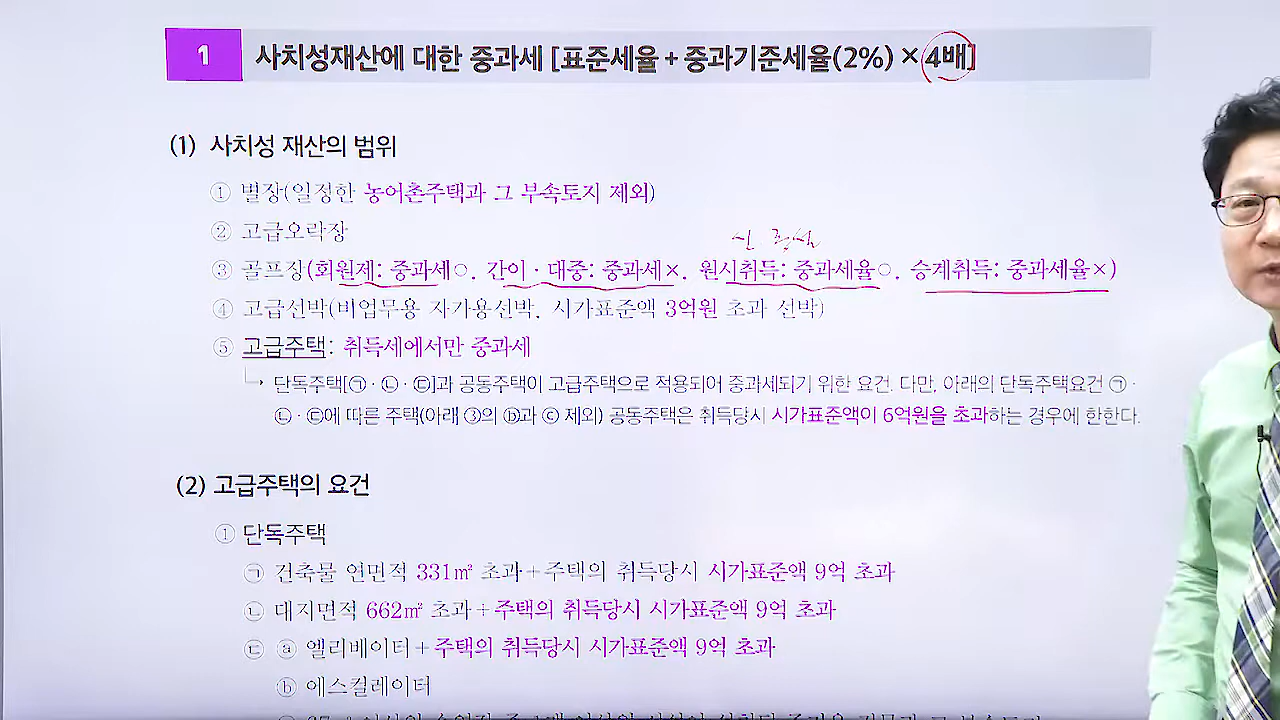 1 사치성재산에 대한 중과세 [표준세율+중과기준세율(2%)×4배]
(1) 사치성 재산의 범위
① 별장(일정한 농어촌주택과 그 부속토지 제외)
② 고급오락장
신·증설
③ 골프장(회원제: 중과세○, 간이·대중: 중과세×, 원시취득: 중과세율○, 승계취득: 중과세율×)
④ 고급선박(비업무용 자가용선박, 시가표준액 3억원 초과 선박)
⑤ 고급주택: 취득세에서만 중과세
단독주택[㉠·㉡·㉢]과 공동주택이 고급주택으로 적용되어 중과세되기 위한 요건. 다만, 아래의 단독주택요건 ㉠·
㉡·㉢에 따른 주택(아래 ③의 ⓑ과 ⓒ 제외) 공동주택은 취득당시 시가표준액이 6억원을 초과하는 경우에 한한다.
(2) 고급주택의 요건
① 단독주택
㉠ 건축물 연면적 331㎡ 초과+주택의 취득당시 시가표준액 9억 초과
㉡ 대지면적 662㎡ 초과+주택의 취득당시 시가표준액 9억 초과
㉢ ⓐ 엘리베이터+주택의 취득당시 시가표준액 9억 초과
ⓑ 에스컬레이터